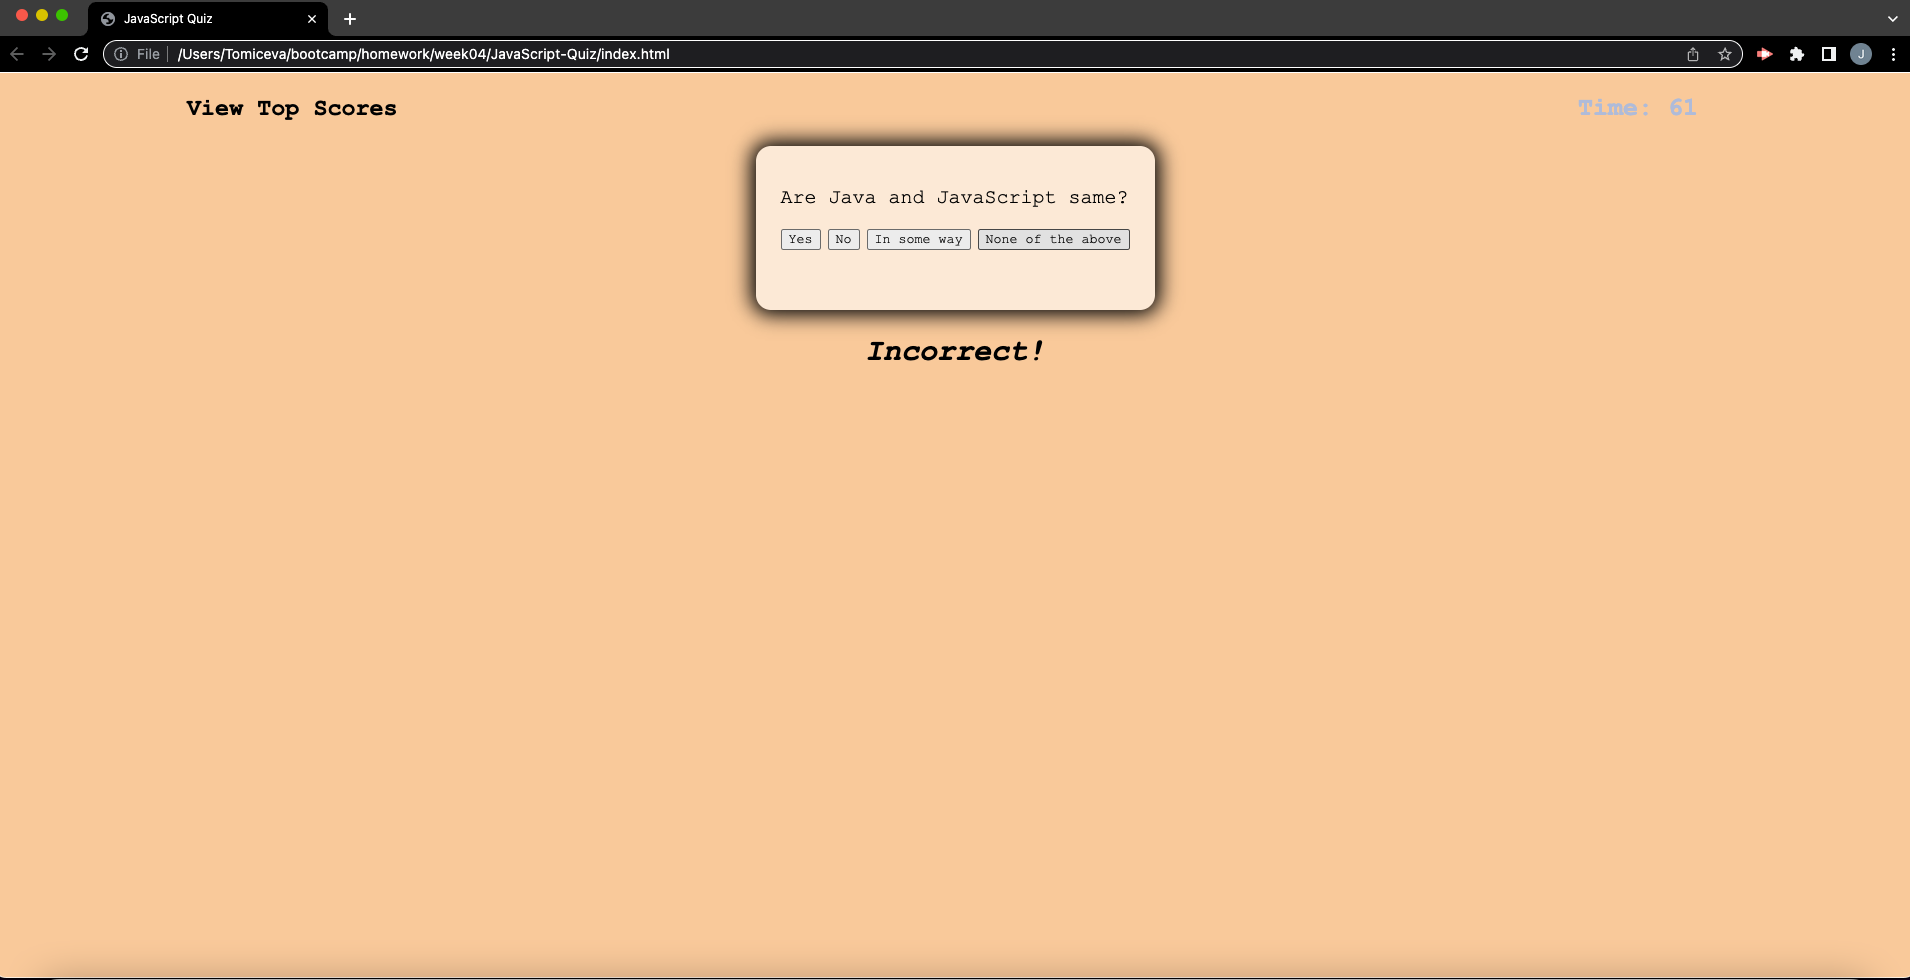 JavaScript Quiz
File /Users/Tomiceva/bootcamp/homework/week04/JavaScript-Quiz/index.html
J
View Top Scores
Time: 61
Are Java and JavaScript same?
Yes No In some way None of the above
Incorrect!